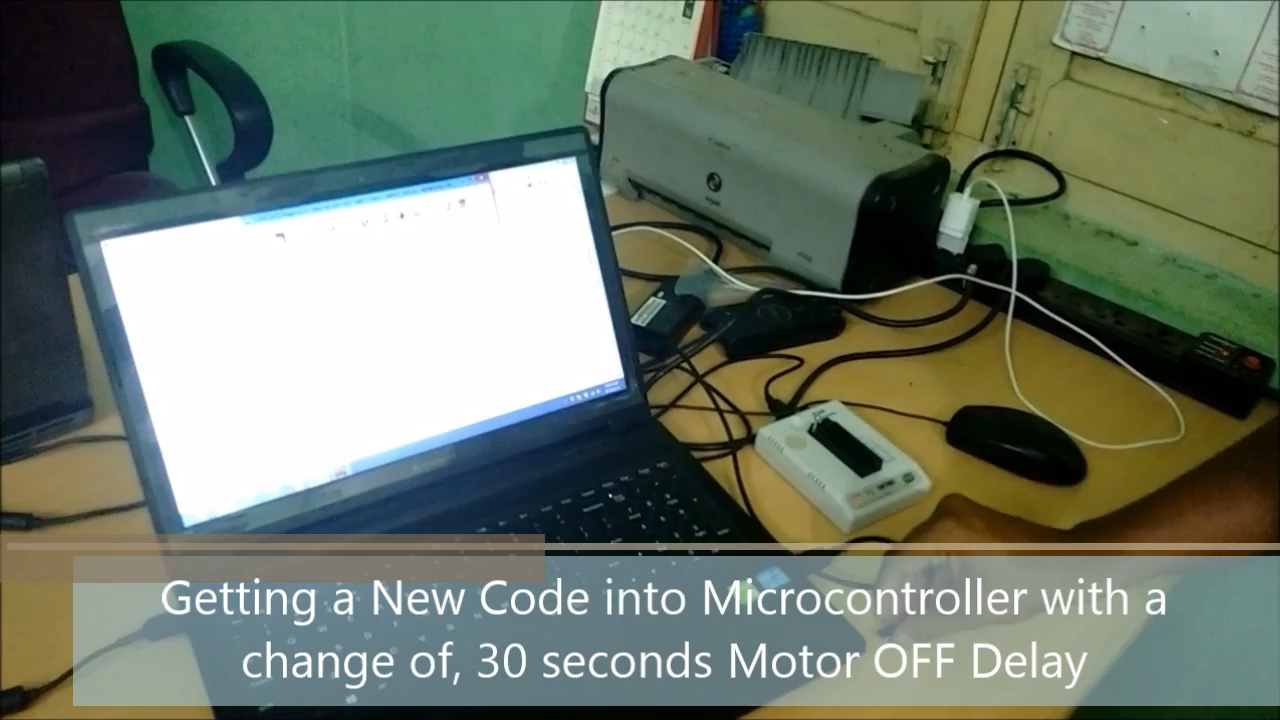 Getting a New Code into Microcontroller with a
change of, 30 seconds Motor OFF Delay